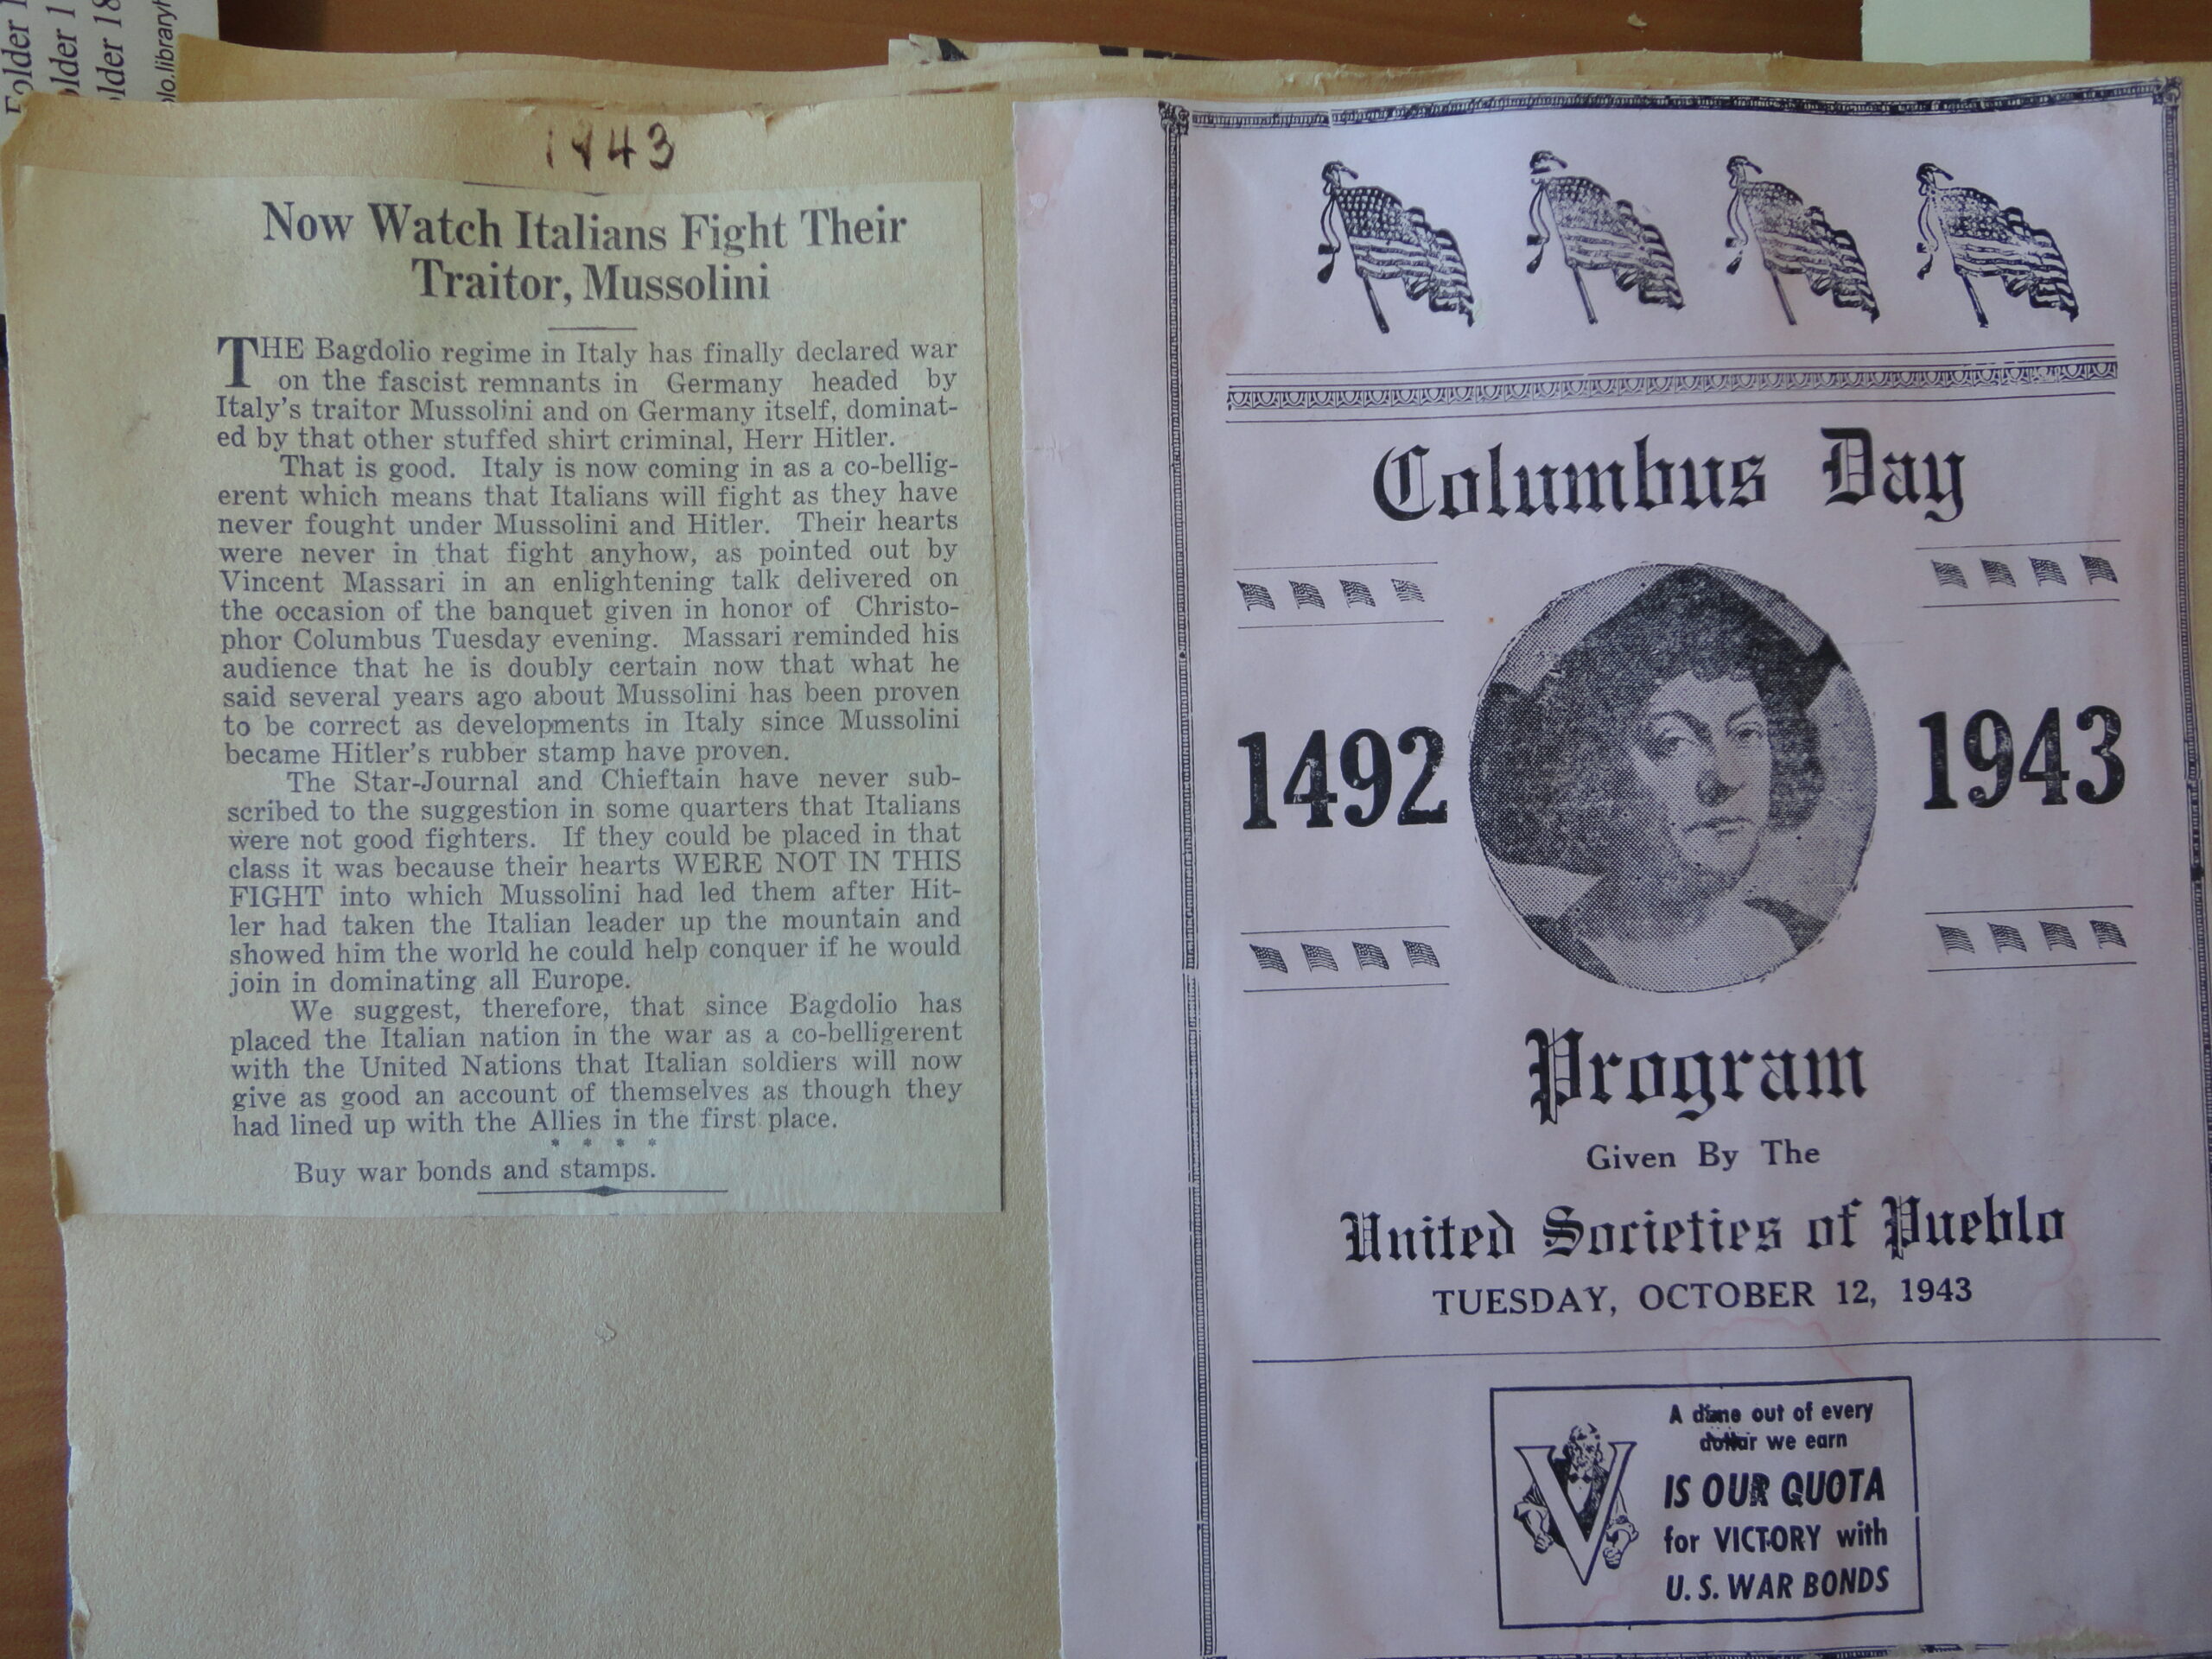 Folder 1
older 1
older 18
olo.library
1943
Now Watch Italians Fight Their
Traitor, Mussolini
THE Bagdolio regime in Italy has finally declared war
on the fascist remnants in Germany headed by
Italy's traitor Mussolini and on Germany itself, dominat-
ed by that other stuffed shirt criminal, Herr Hitler.
That is good. Italy is now coming in as a co-bellig-
erent which means that Italians will fight as they have
never fought under Mussolini and Hitler. Their hearts
were never in that fight anyhow, as pointed out by
Vincent Massari in an enlightening talk delivered on
the occasion of the banquet given in honor of Christo-
phor Columbus Tuesday evening. Massari reminded his
audience that he is doubly certain now that what he
said several years ago about Mussolini has been proven
to be correct as developments in Italy since Mussolini
became Hitler's rubber stamp have proven.
The Star-Journal and Chieftain have never sub-
scribed to the suggestion in some quarters that Italians
were not good fighters. If they could be placed in that
class it was because their hearts WERE NOT IN THIS
FIGHT into which Mussolini had led them after Hit-
ler had taken the Italian leader up the mountain and
showed him the world he could help conquer if he would
join in dominating all Europe.
We suggest, therefore, that since Bagdolio has
placed the Italian nation in the war as a co-belligerent
with the United Nations that Italian soldiers will now
give as good an account of themselves as though they
had lined up with the Allies in the first place.
* * * *
Buy war bonds and stamps.
Columbus Day
1492 1943
Program
Given By The
United Societies of Pueblo
TUESDAY, OCTOBER 12, 1943
V
A dime out of every
dollar we earn
IS OUR QUOTA
for VICTORY with
U. S. WAR BONDS